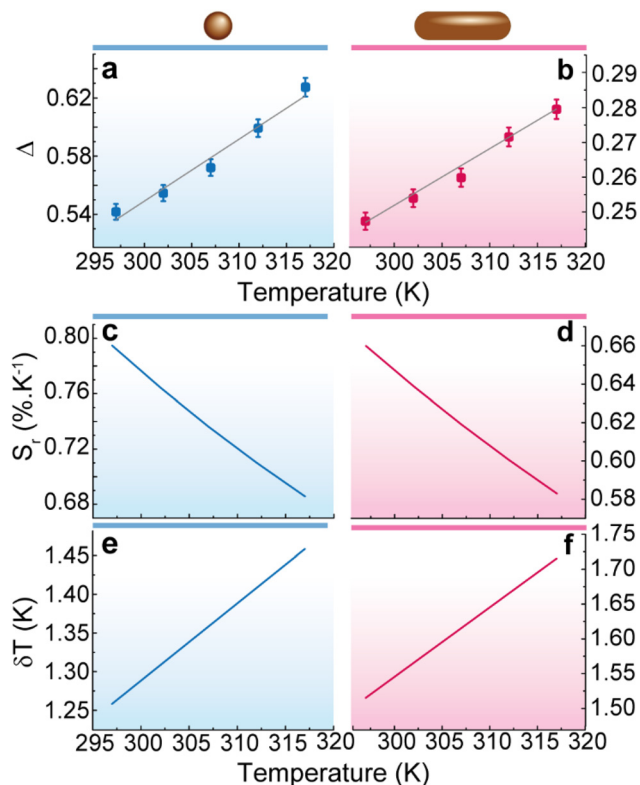 a
b
0.62
0.58
0.54
Δ
0.29
0.28
0.27
0.26
0.25
295 300 305 310 315 320
295 300 305 310 315 320
Temperature (K)
Temperature (K)
c
d
0.80
0.76
0.72
0.68
Sr (%.K-1)
0.66
0.64
0.62
0.60
0.58
e
f
1.45
1.40
1.35
1.30
1.25
δT (K)
1.75
1.70
1.65
1.60
1.55
1.50
295 300 305 310 315 320
295 300 305 310 315 320
Temperature (K)
Temperature (K)